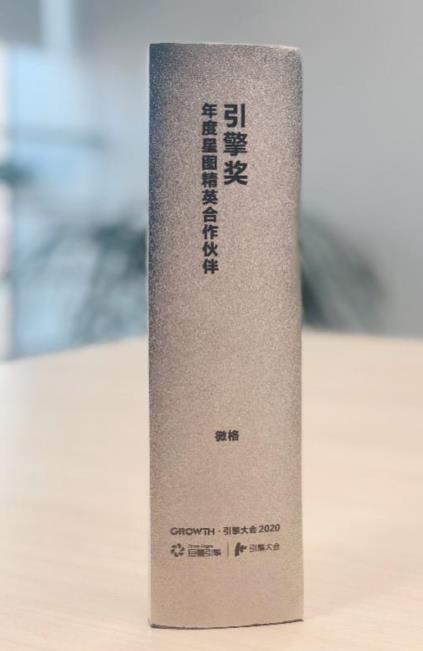 引擎奖
年度星图精英合作伙伴
微格
GROWTH · 引擎大会 2020
巨量引擎 | 引擎大会